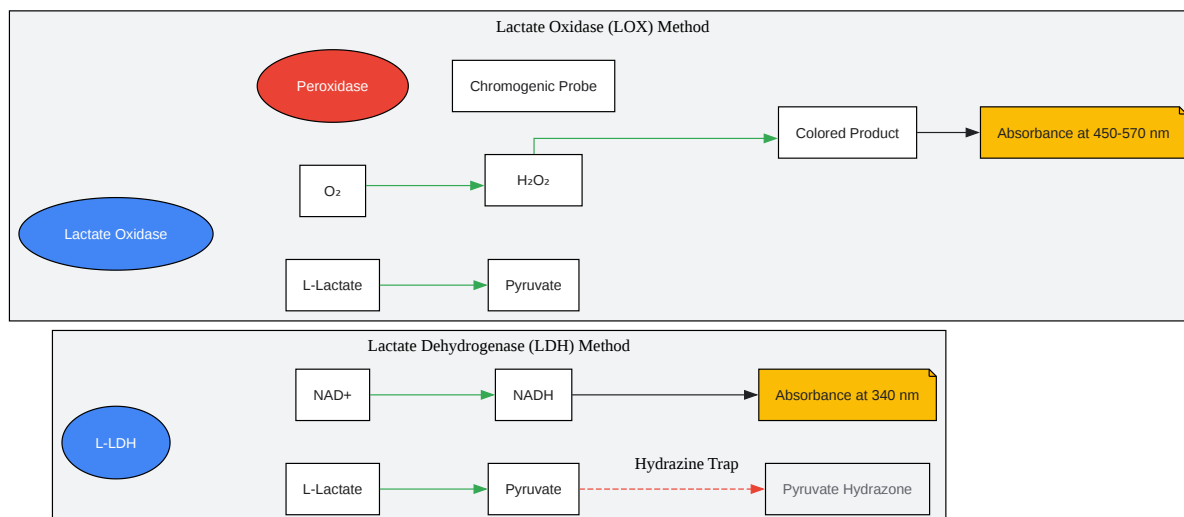 Lactate Oxidase (LOX) Method
Peroxidase
Chromogenic Probe
Colored Product
Absorbance at 450-570 nm
O₂
H₂O₂
Lactate Oxidase
L-Lactate
Pyruvate
Lactate Dehydrogenase (LDH) Method
NAD+
NADH
Absorbance at 340 nm
L-LDH
Hydrazine Trap
L-Lactate
Pyruvate
Pyruvate Hydrazone